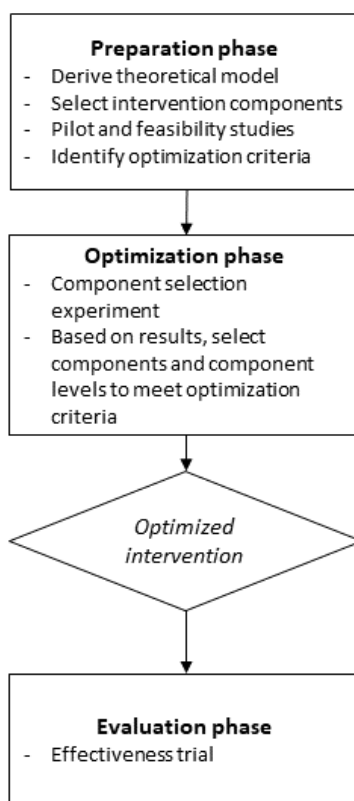 Preparation phase
- Derive theoretical model
- Select intervention components
- Pilot and feasibility studies
- Identify optimization criteria
Optimization phase
- Component selection
experiment
- Based on results, select
components and component
levels to meet optimization
criteria
Optimized
intervention
Evaluation phase
- Effectiveness trial